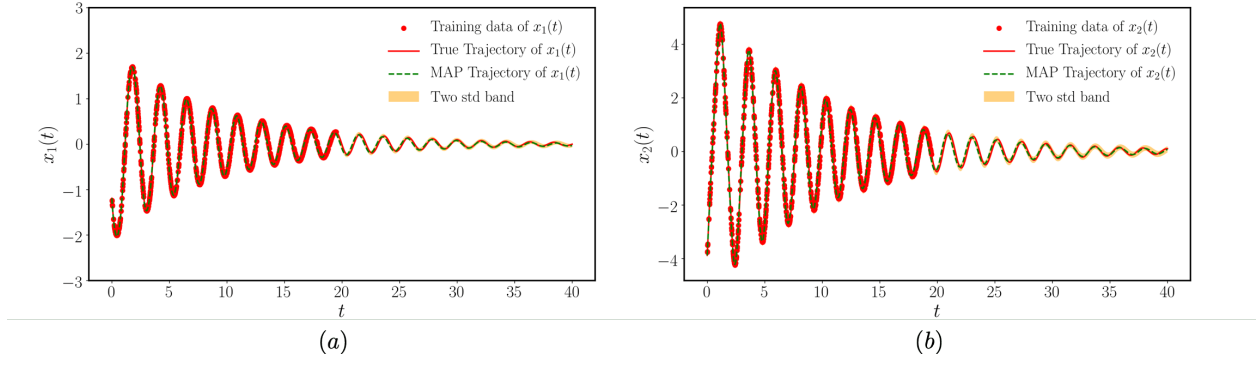 3
2
1
0
−1
−2
−3
x₁(t)
Training data of x₁(t)
True Trajectory of x₁(t)
MAP Trajectory of x₁(t)
Two std band
0 5 10 15 20 25 30 35 40
t
(a)
4
2
0
−2
−4
x₂(t)
Training data of x₂(t)
True Trajectory of x₂(t)
MAP Trajectory of x₂(t)
Two std band
0 5 10 15 20 25 30 35 40
t
(b)